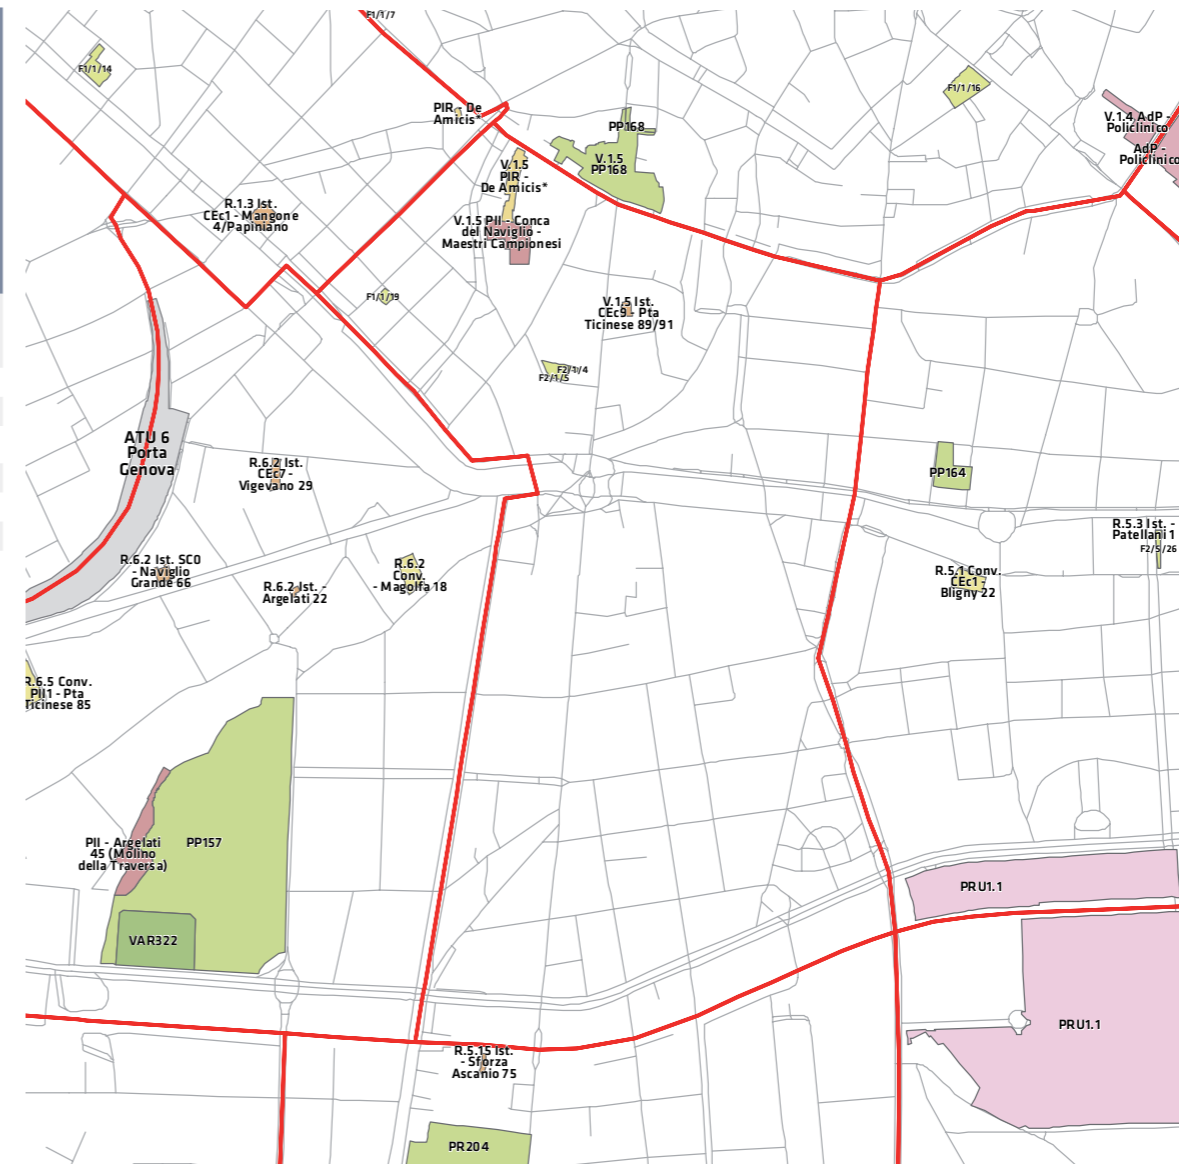 F1/1/7
F1/1/14
F1/1/16
PIR - De
Amicis*
PP168
V.1.4 AdP -
Policlinico
AdP -
Policlinico
V.1.5
PP168
V.1.5
PIR -
De Amicis*
R.1.3 Ist.
CEc1 - Mangone
4/Papiniano
V.1.5 PII - Conca
del Naviglio -
Maestri Campionesi
F1/1/19
V.1.5 Ist.
CEc9 - Pta
Ticinese 89/91
F2/1/4
F2/1/5
ATU 6
Porta
Genova
R.6.2 Ist.
CEc7 -
Vigevano 29
PP164
R.5.3 Ist. -
Patellani 1
F2/5/26
R.6.2 Ist. SC0
- Naviglio
Grande 66
R.6.2 Ist. -
Argelati 22
R.6.2
Conv.
- Magolfa 18
R.5.1 Conv.
CEc1 -
Bligny 22
R.6.5 Conv.
PII1 - Pta
Ticinese 85
PII - Argelati
45 (Molino
della Traversa)
PP157
VAR322
PRU1.1
PRU1.1
R.5.15 Ist.
- Sforza
Ascanio 75
PR204